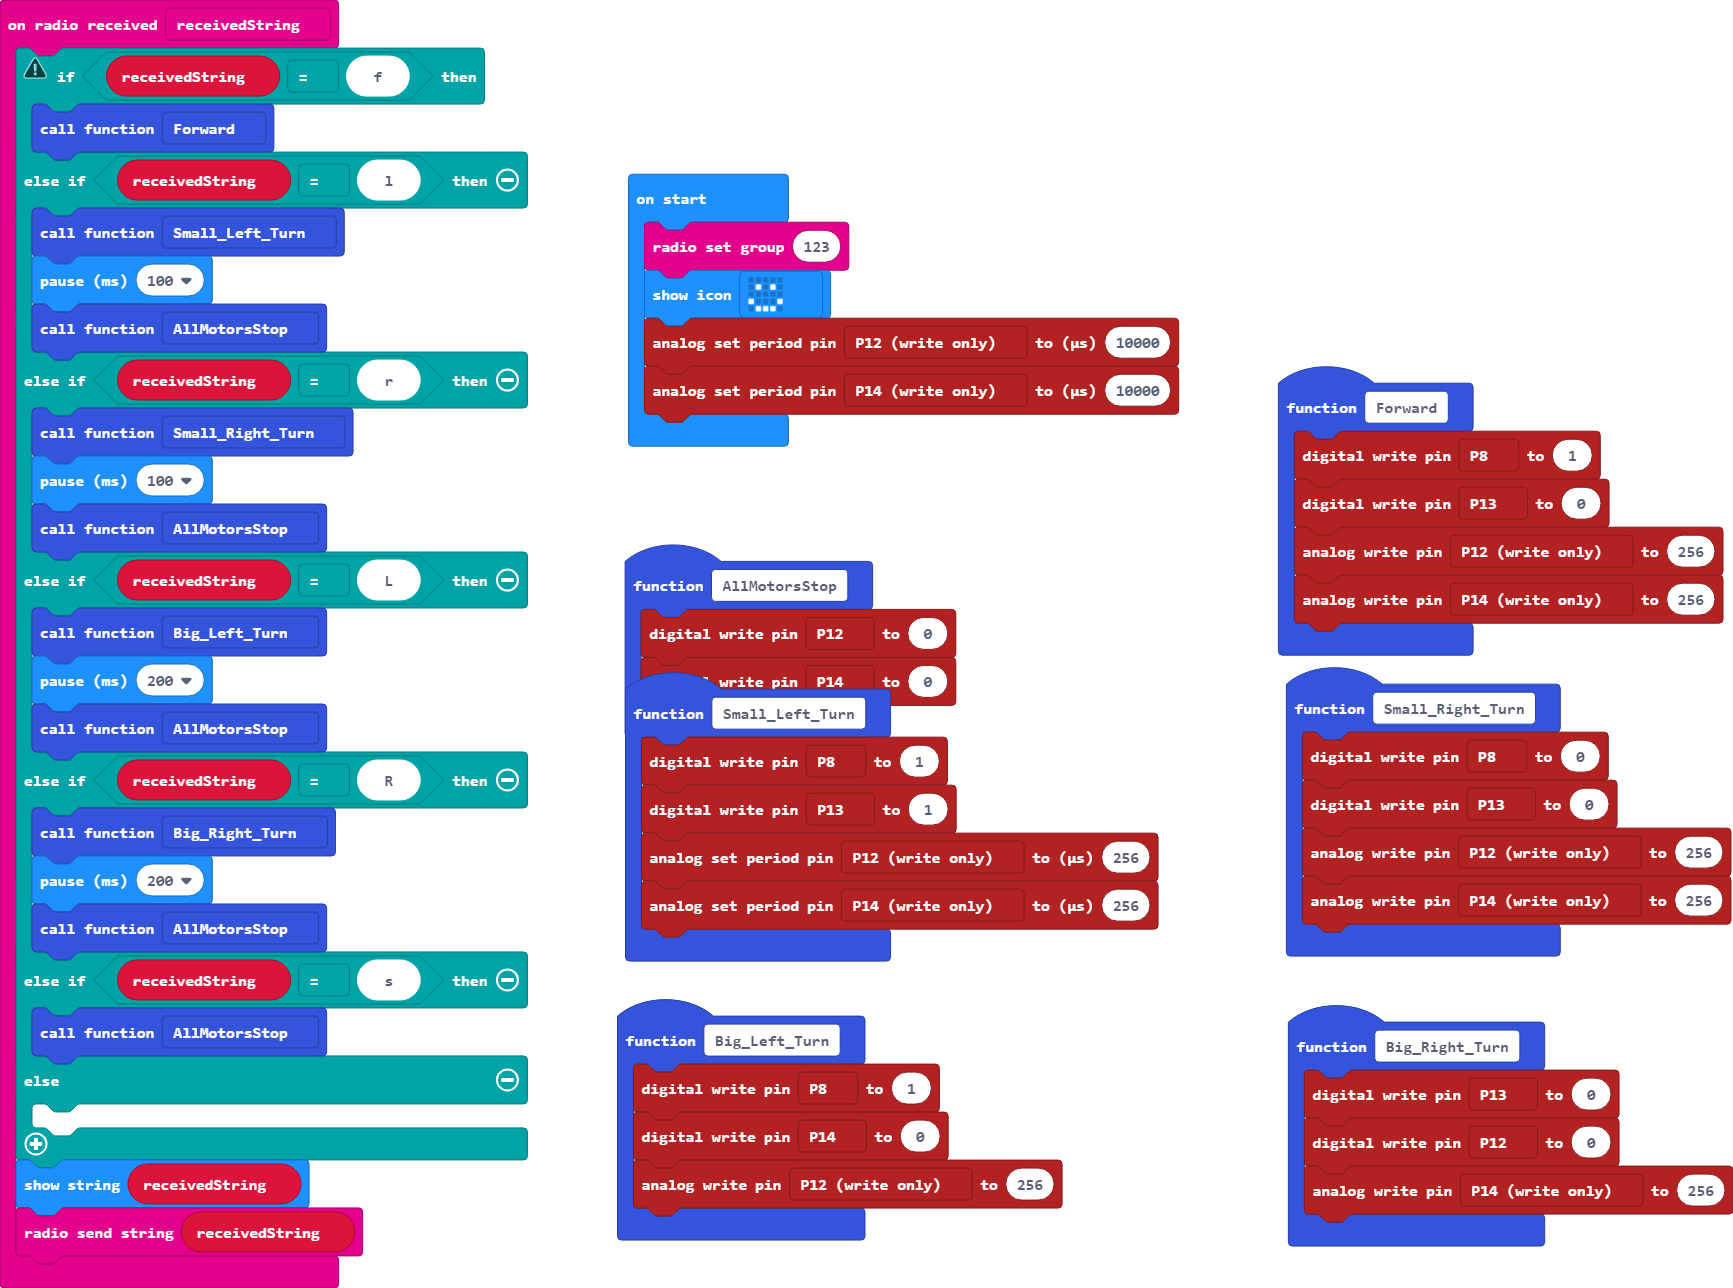 on radio received receivedString
if receivedString = f then
call function Forward
else if receivedString = l then
call function Small_Left_Turn
pause (ms) 100
call function AllMotorsStop
else if receivedString = r then
call function Small_Right_Turn
pause (ms) 100
call function AllMotorsStop
else if receivedString = L then
call function Big_Left_Turn
pause (ms) 200
call function AllMotorsStop
else if receivedString = R then
call function Big_Right_Turn
pause (ms) 200
call function AllMotorsStop
else if receivedString = s then
call function AllMotorsStop
else
show string receivedString
radio send string receivedString
on start
radio set group 123
show icon
analog set period pin P12 (write only) to (µs) 10000
analog set period pin P14 (write only) to (µs) 10000
function AllMotorsStop
digital write pin P12 to 0
write pin P14 to 0
function Small_Left_Turn
digital write pin P8 to 1
digital write pin P13 to 1
analog set period pin P12 (write only) to (µs) 256
analog set period pin P14 (write only) to (µs) 256
function Big_Left_Turn
digital write pin P8 to 1
digital write pin P14 to 0
analog write pin P12 (write only) to 256
function Forward
digital write pin P8 to 1
digital write pin P13 to 0
analog write pin P12 (write only) to 256
analog write pin P14 (write only) to 256
function Small_Right_Turn
digital write pin P8 to 0
digital write pin P13 to 0
analog write pin P12 (write only) to 256
analog write pin P14 (write only) to 256
function Big_Right_Turn
digital write pin P13 to 0
digital write pin P12 to 0
analog write pin P14 (write only) to 256